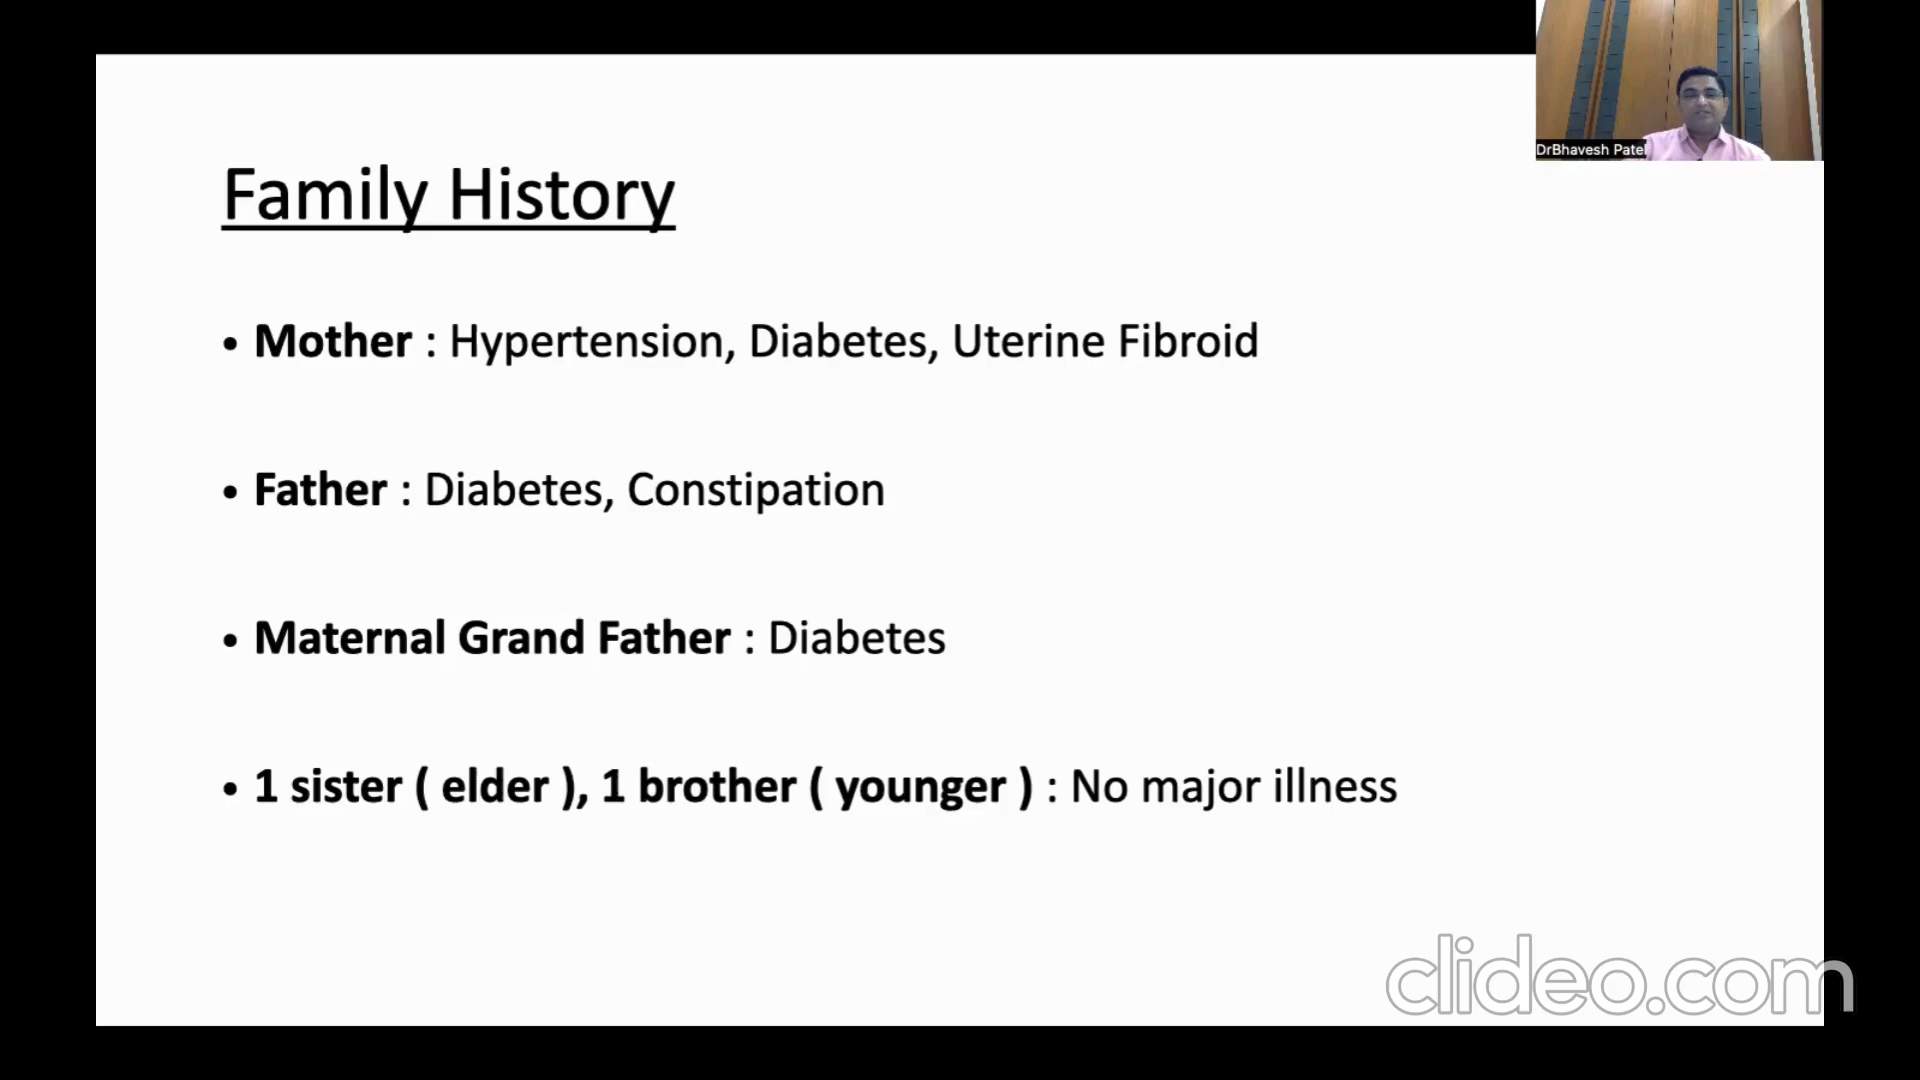 DrBhavesh Patel
Family History
• Mother : Hypertension, Diabetes, Uterine Fibroid
• Father : Diabetes, Constipation
• Maternal Grand Father : Diabetes
• 1 sister ( elder ), 1 brother ( younger ) : No major illness
clideo.com